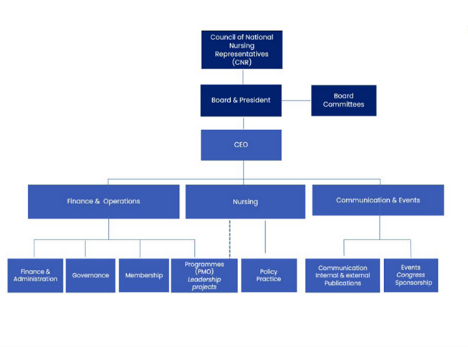 Council of National
Nursing
Representatives
(CNR)
Board & President
Board
Committees
CEO
Finance & Operations
Nursing
Communication & Events
Finance &
Administration
Governance
Membership
Programmes
(PMO)
Leadership
projects
Policy
Practice
Communication
Internal & external
Publications
Events
Congress
Sponsorship